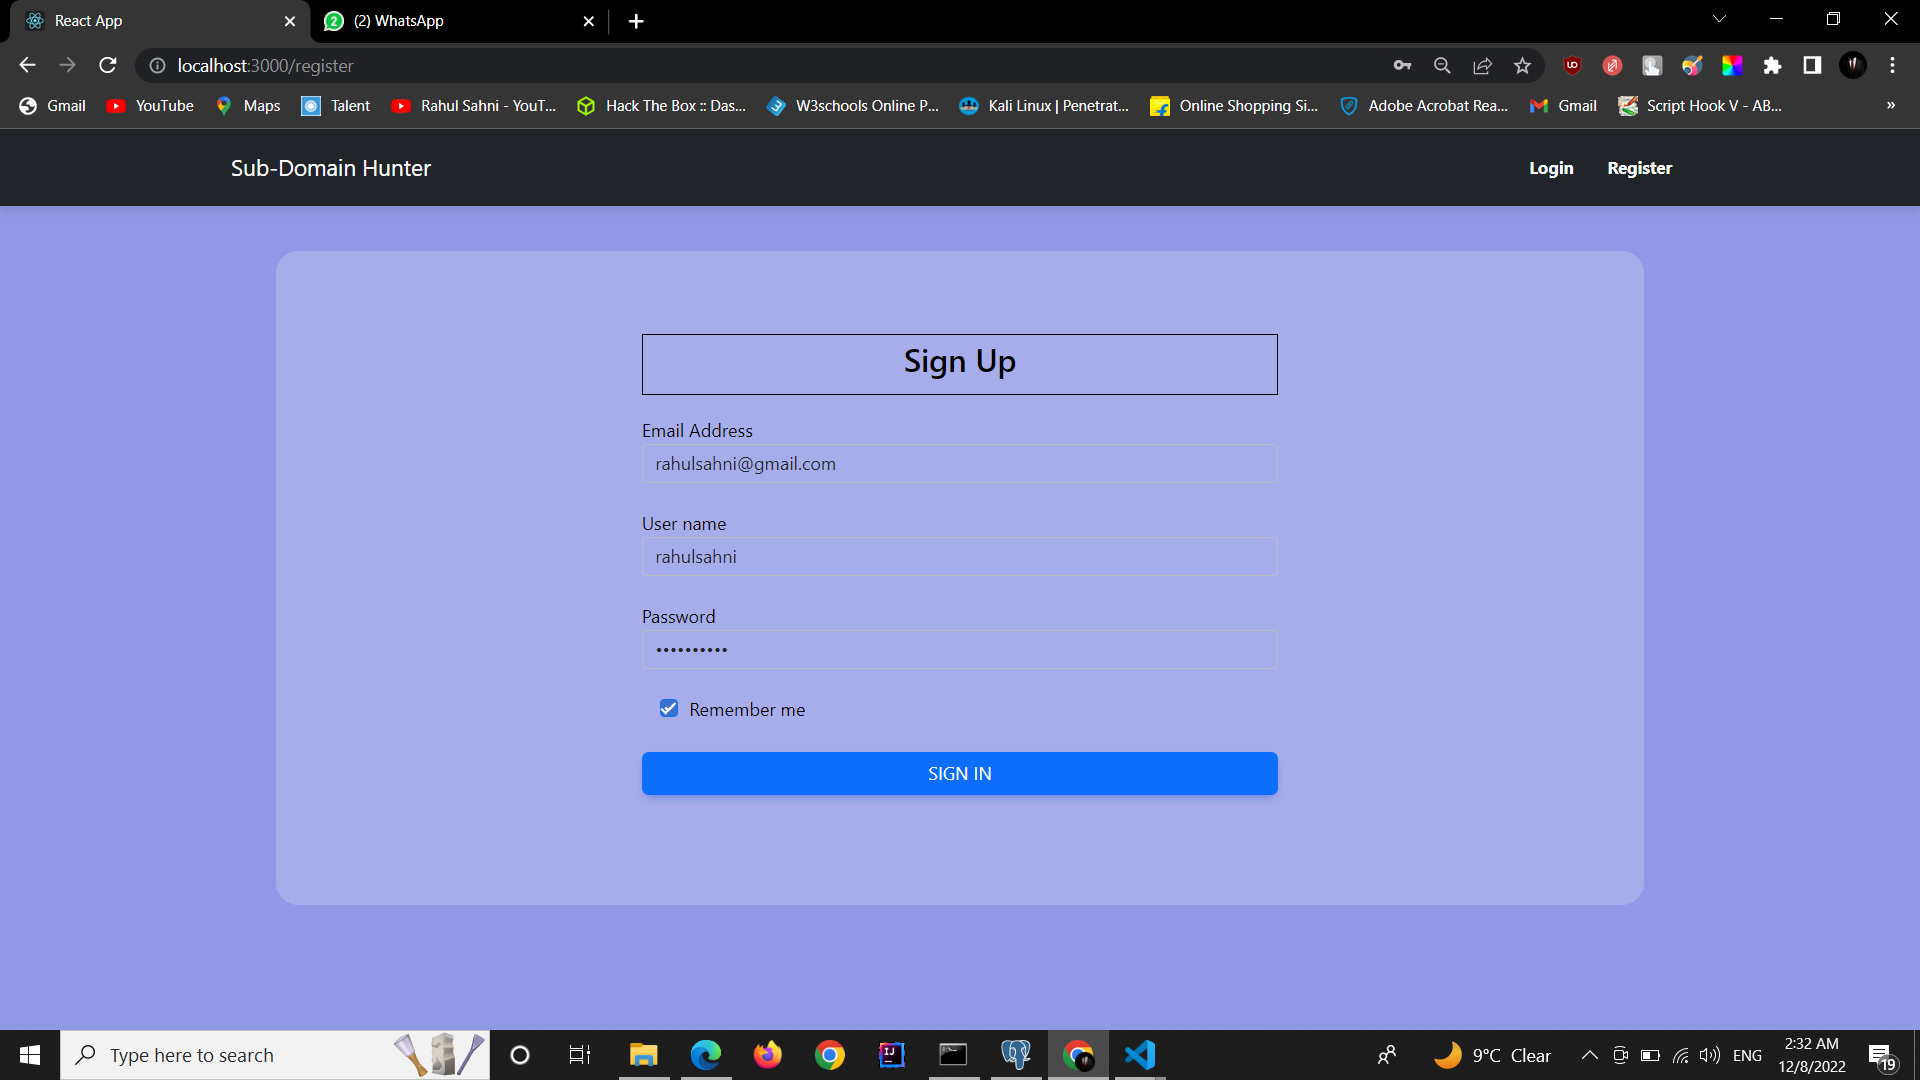 React App
(2) WhatsApp
localhost:3000/register
Gmail YouTube Maps Talent Rahul Sahni - YouT... Hack The Box :: Das... W3schools Online P... Kali Linux | Penetrat... Online Shopping Si... Adobe Acrobat Rea... Gmail Script Hook V - AB... »
Sub-Domain Hunter Login Register
Sign Up
Email Address
rahulsahni@gmail.com
User name
rahulsahni
Password
••••••••••
Remember me
SIGN IN
Type here to search
9°C Clear
ENG
2:32 AM
12/8/2022
19